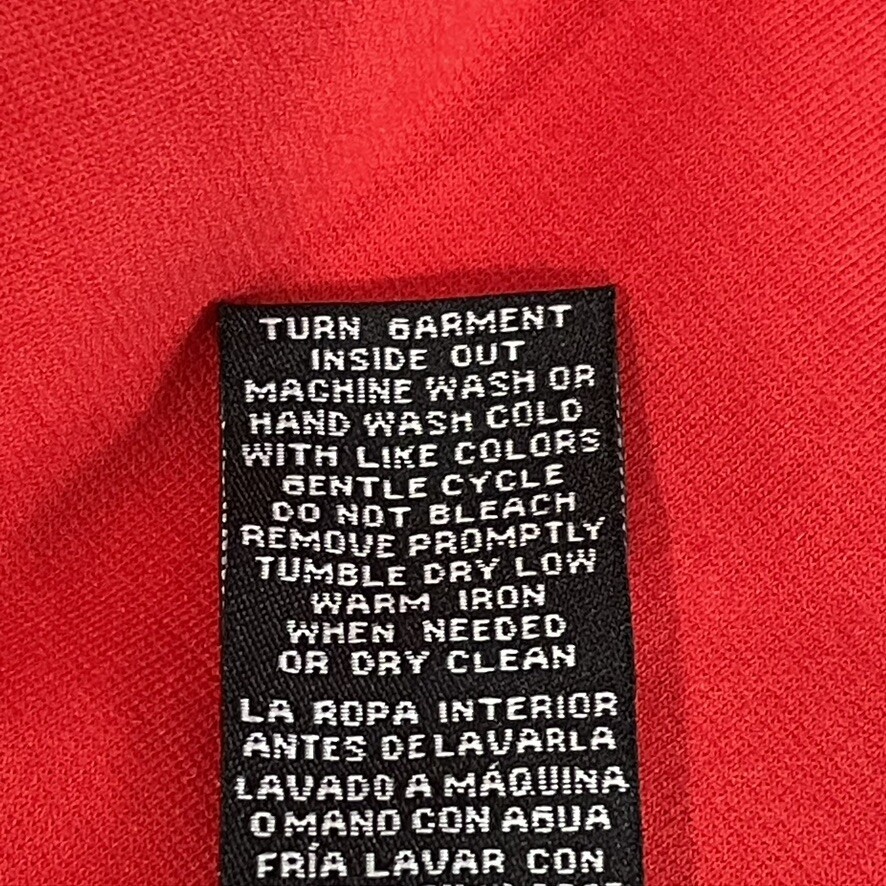 TURN GARMENT
INSIDE OUT
MACHINE WASH OR
HAND WASH COLD
WITH LIKE COLORS
GENTLE CYCLE
DO NOT BLEACH
REMOVE PROMPTLY
TUMBLE DRY LOW
WARM IRON
WHEN NEEDED
OR DRY CLEAN
LA ROPA INTERIOR
ANTES DE LAVARLA
LAVADO A MÁQUINA
O MANO CON AGUA
FRÍA LAVAR CON